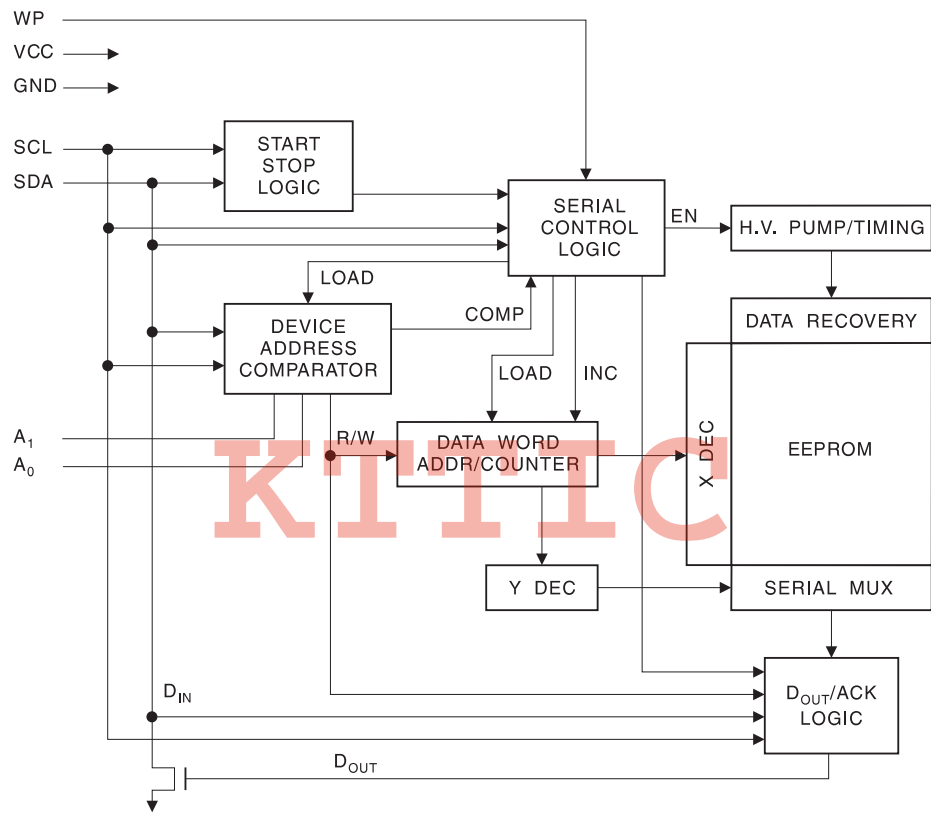 WP
VCC
GND
SCL
SDA
START
STOP
LOGIC
SERIAL
CONTROL
LOGIC
EN
H.V. PUMP/TIMING
LOAD
COMP
DEVICE
ADDRESS
COMPARATOR
DATA RECOVERY
LOAD
INC
A1
A0
R/W
DATA WORD
ADDR/COUNTER
X DEC
EEPROM
KTTIC
Y DEC
SERIAL MUX
DIN
DOUT/ACK
LOGIC
DOUT